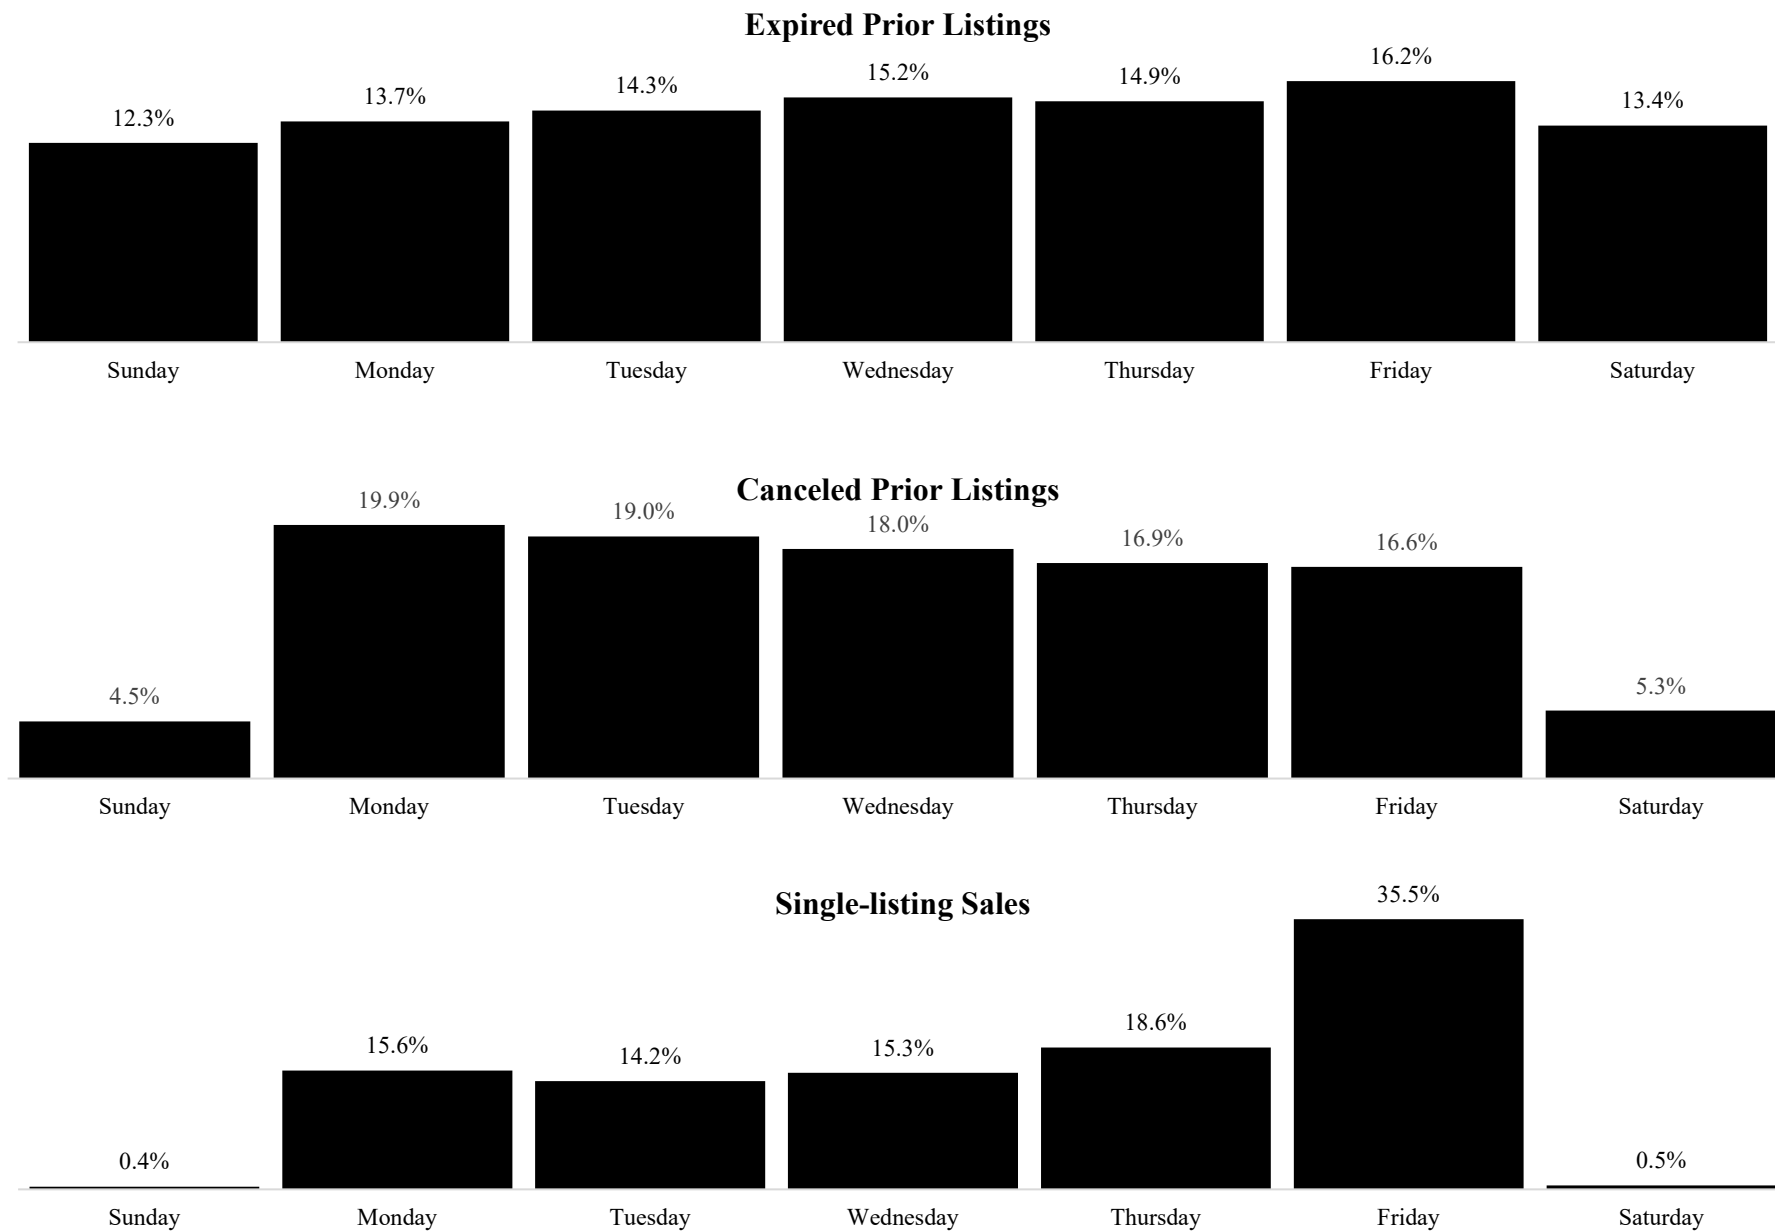 Expired Prior Listings
12.3% 13.7% 14.3% 15.2% 14.9% 16.2% 13.4%
Sunday Monday Tuesday Wednesday Thursday Friday Saturday
Canceled Prior Listings
4.5% 19.9% 19.0% 18.0% 16.9% 16.6% 5.3%
Sunday Monday Tuesday Wednesday Thursday Friday Saturday
Single-listing Sales
0.4% 15.6% 14.2% 15.3% 18.6% 35.5% 0.5%
Sunday Monday Tuesday Wednesday Thursday Friday Saturday